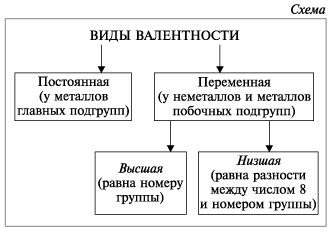 Схема
ВИДЫ ВАЛЕНТНОСТИ
Постоянная
(у металлов
главных подгрупп)
Переменная
(у неметаллов и металлов
побочных подгрупп)
Высшая
(равна номеру
группы)
Низшая
(равна разности
между числом 8
и номером группы)